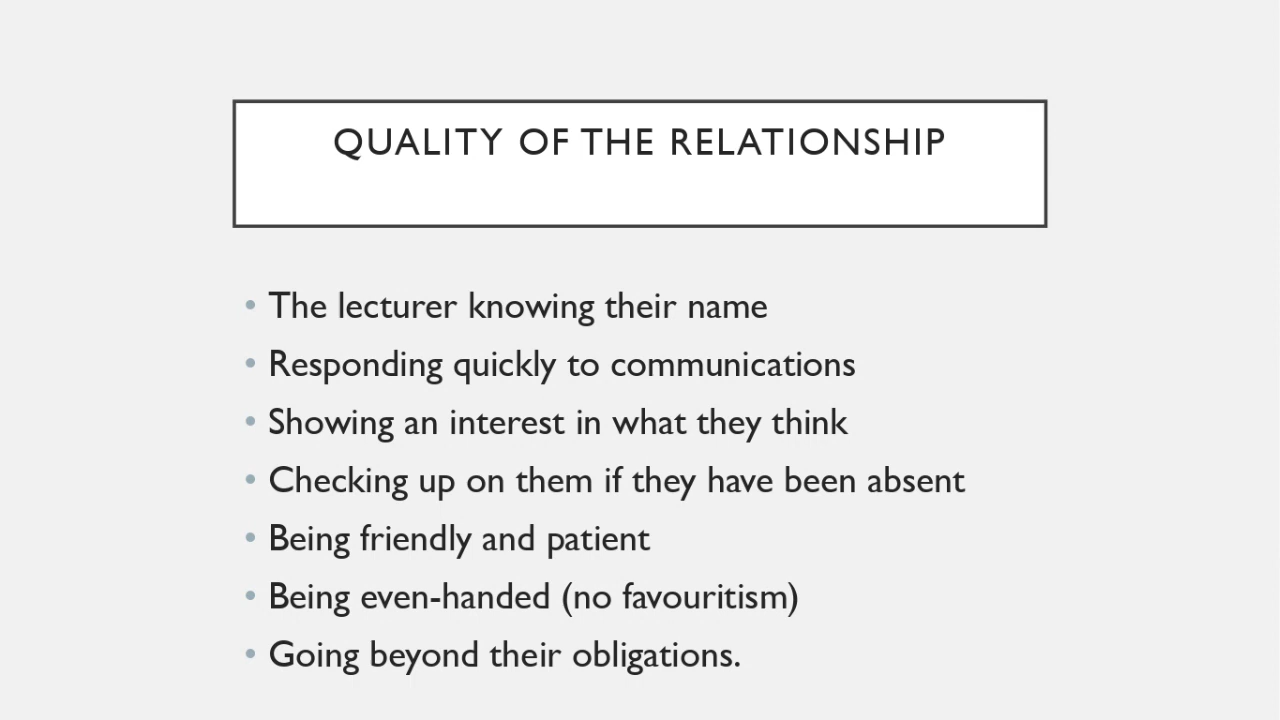 QUALITY OF THE RELATIONSHIP
• The lecturer knowing their name
• Responding quickly to communications
• Showing an interest in what they think
• Checking up on them if they have been absent
• Being friendly and patient
• Being even-handed (no favouritism)
• Going beyond their obligations.